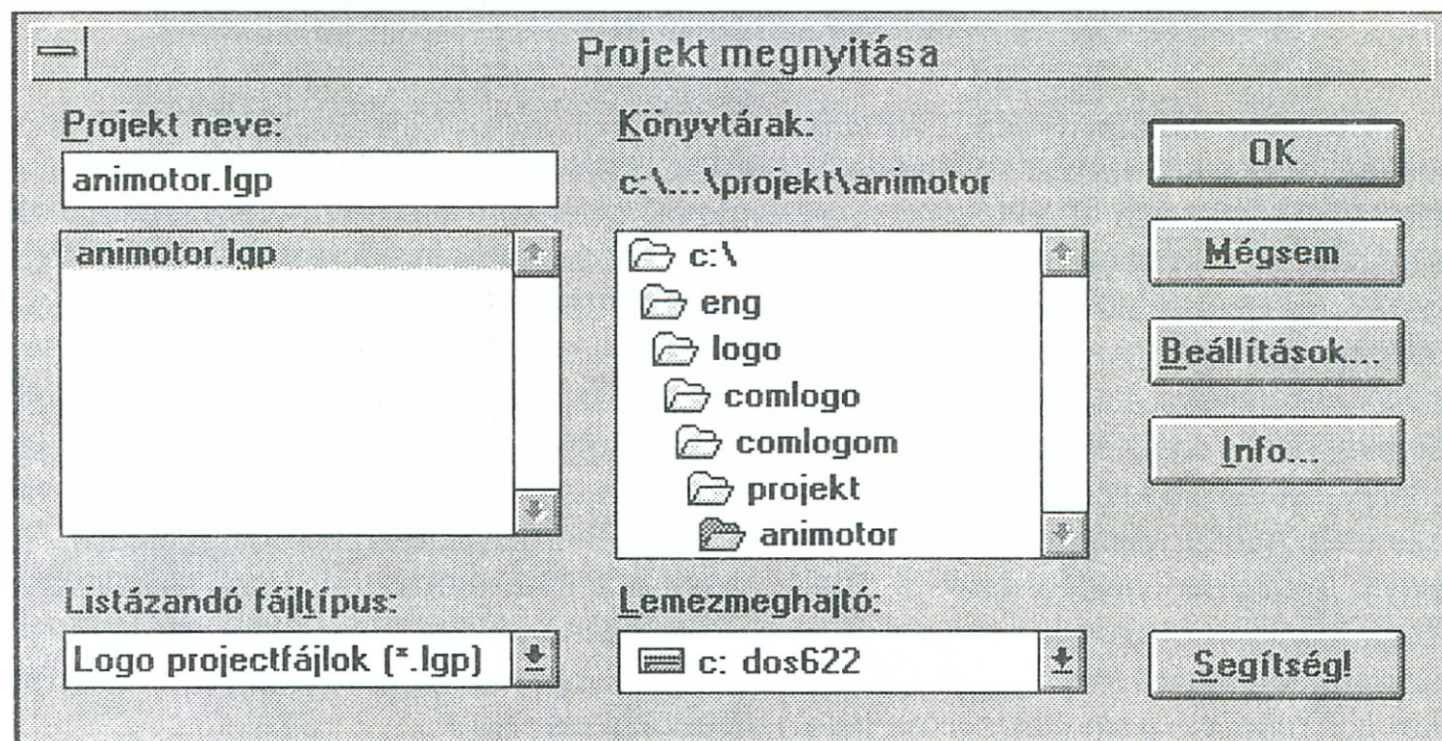 Projekt megnyitása
Projekt neve:
animotor.lgp
animotor.lgp
Listázandó fájltípus:
Logo projectfájlok (*.lgp)
Könyvtárak:
c:\...\projekt\animotor
c:\
eng
logo
comlogo
comlogom
projekt
animotor
Lemezmeghajtó:
c: dos622
OK
Mégsem
Beállítások...
Info...
Segítség!